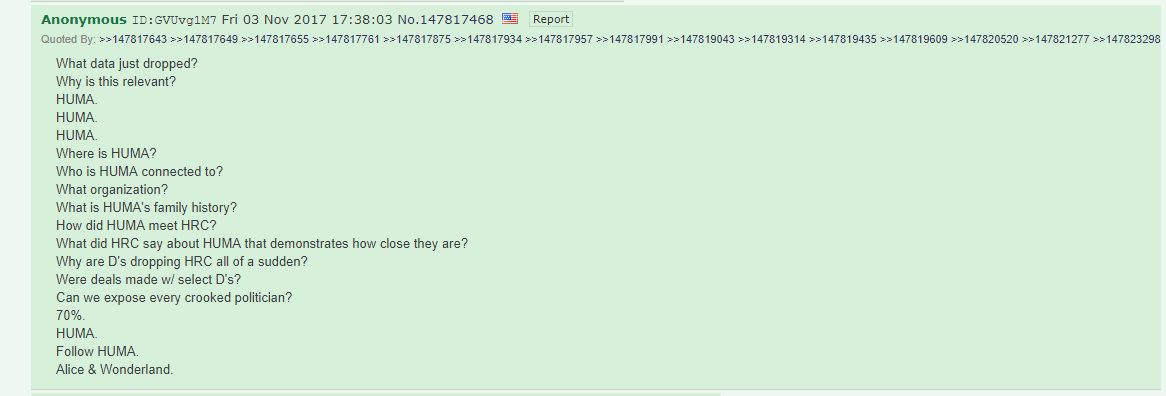 Anonymous ID:GVUvg1M7 Fri 03 Nov 2017 17:38:03 No.147817468 Report
Quoted By: >>147817643 >>147817649 >>147817655 >>147817761 >>147817875 >>147817934 >>147817957 >>147817991 >>147819043 >>147819314 >>147819435 >>147819609 >>147820520 >>147821277 >>147823298
What data just dropped?
Why is this relevant?
HUMA.
HUMA.
HUMA.
Where is HUMA?
Who is HUMA connected to?
What organization?
What is HUMA's family history?
How did HUMA meet HRC?
What did HRC say about HUMA that demonstrates how close they are?
Why are D's dropping HRC all of a sudden?
Were deals made w/ select D's?
Can we expose every crooked politician?
70%.
HUMA.
Follow HUMA.
Alice & Wonderland.